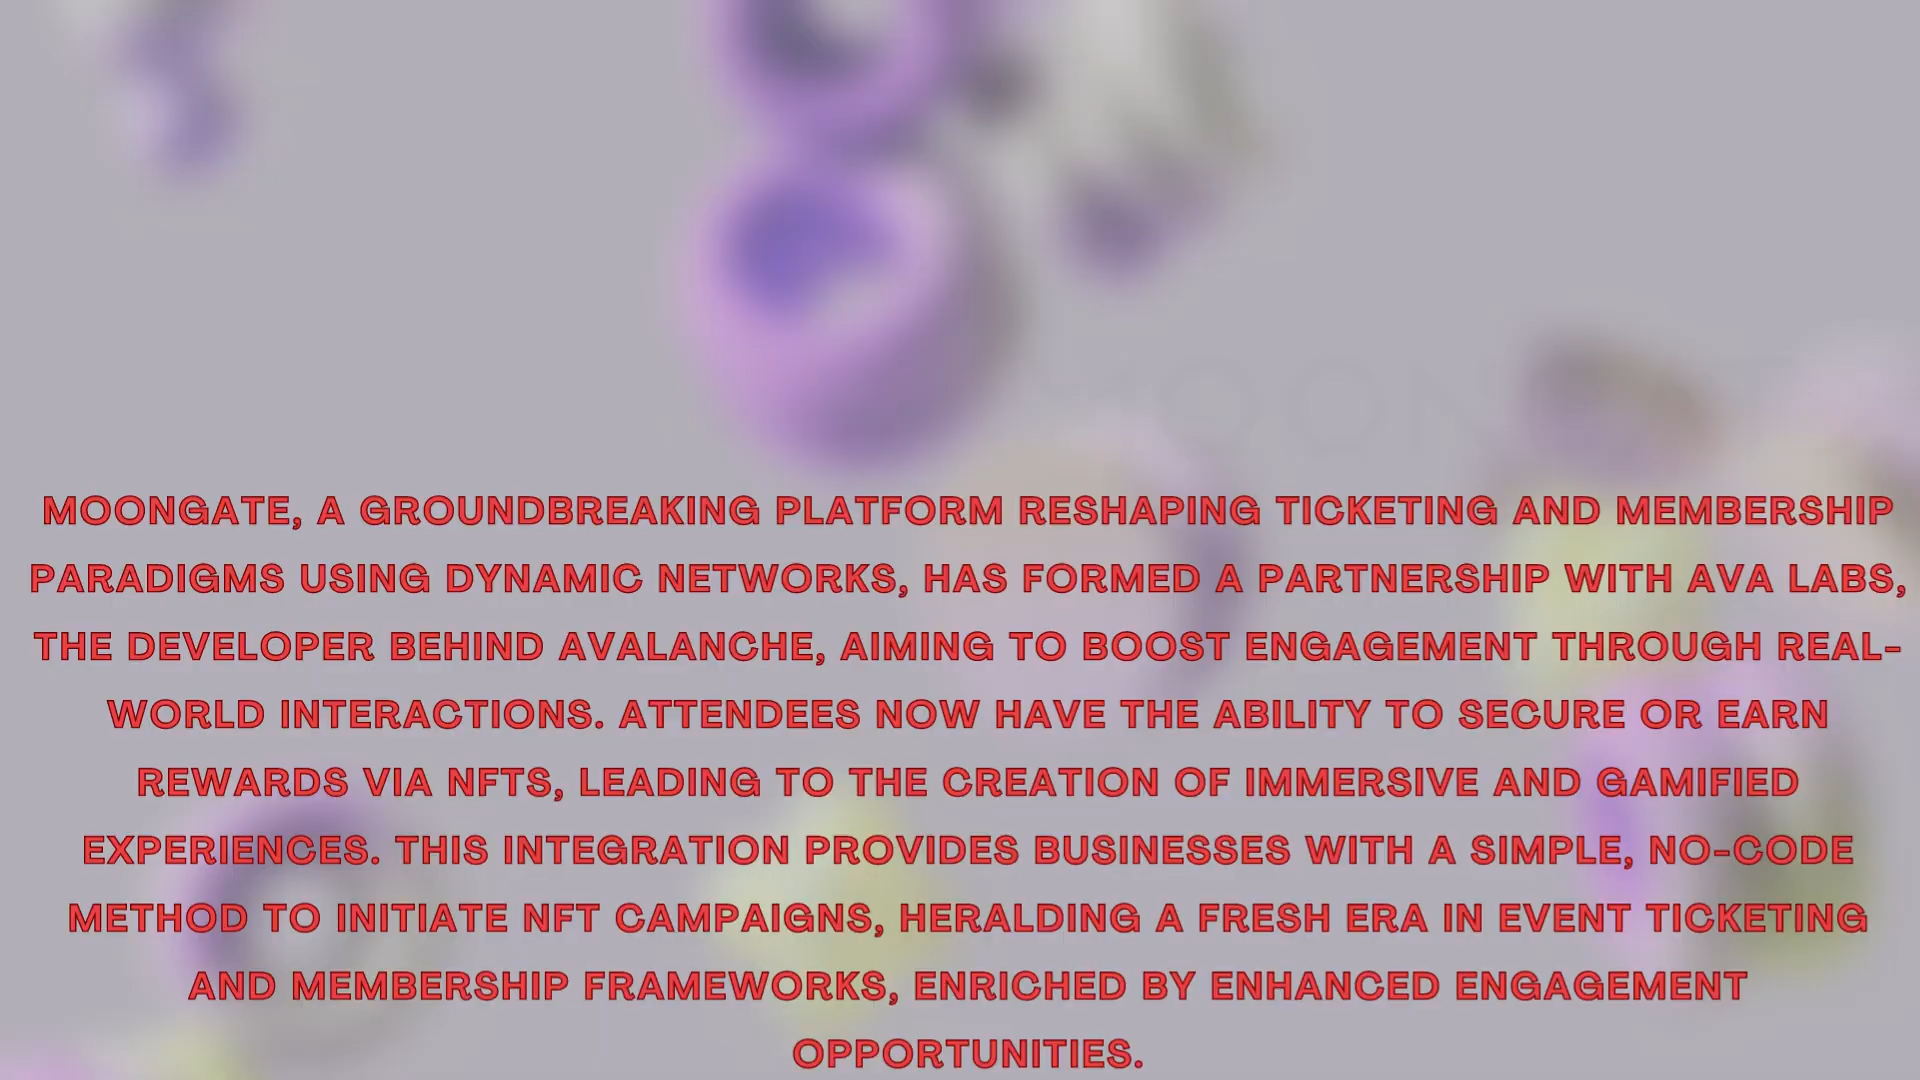 MOONGATE, A GROUNDBREAKING PLATFORM RESHAPING TICKETING AND MEMBERSHIP
PARADIGMS USING DYNAMIC NETWORKS, HAS FORMED A PARTNERSHIP WITH AVA LABS,
THE DEVELOPER BEHIND AVALANCHE, AIMING TO BOOST ENGAGEMENT THROUGH REAL-
WORLD INTERACTIONS. ATTENDEES NOW HAVE THE ABILITY TO SECURE OR EARN
REWARDS VIA NFTS, LEADING TO THE CREATION OF IMMERSIVE AND GAMIFIED
EXPERIENCES. THIS INTEGRATION PROVIDES BUSINESSES WITH A SIMPLE, NO-CODE
METHOD TO INITIATE NFT CAMPAIGNS, HERALDING A FRESH ERA IN EVENT TICKETING
AND MEMBERSHIP FRAMEWORKS, ENRICHED BY ENHANCED ENGAGEMENT
OPPORTUNITIES.